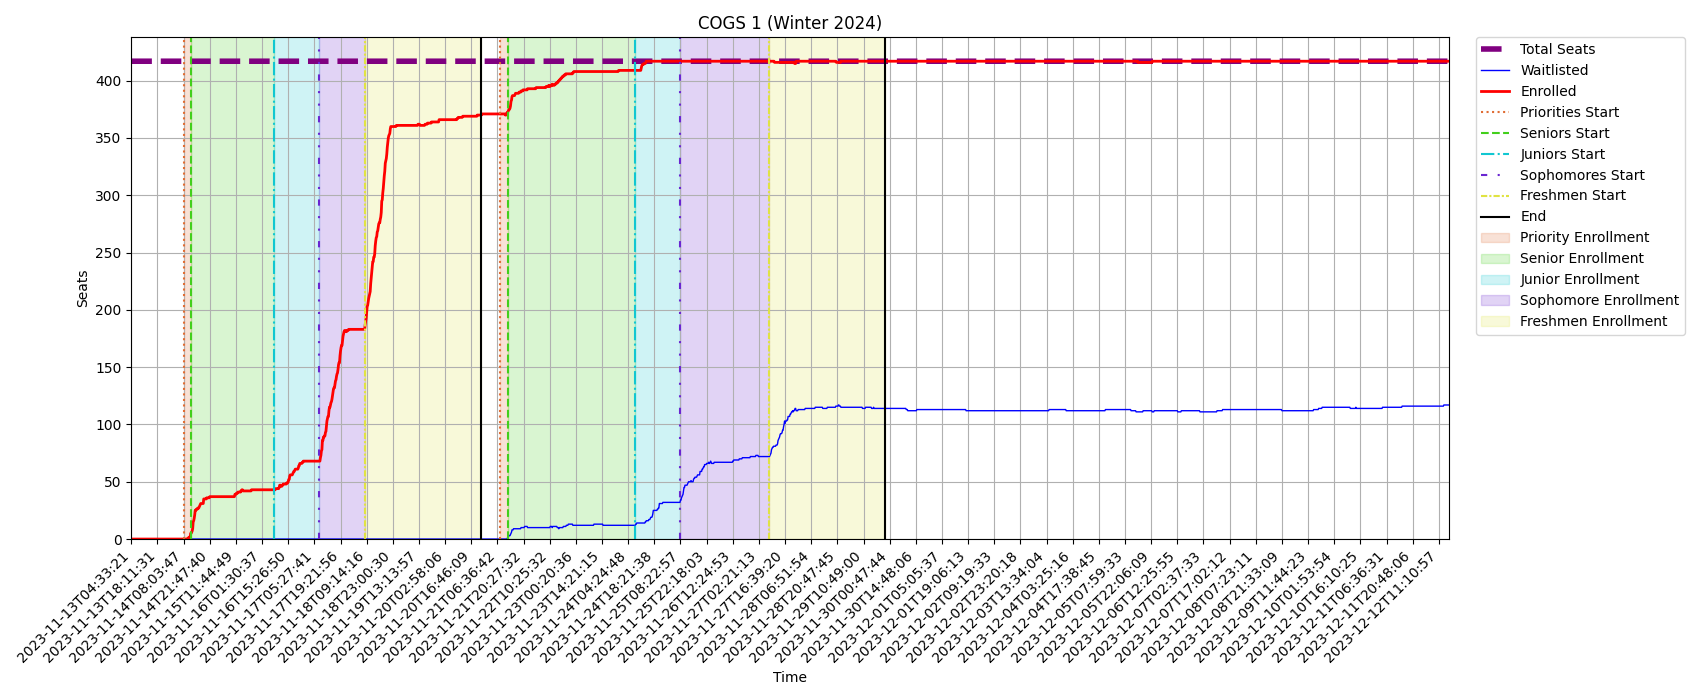 COGS 1 (Winter 2024)
Seats
400
350
300
250
200
150
100
50
0
2023-11-13T04:33:21
2023-11-13T18:11:31
2023-11-14T08:03:47
2023-11-14T21:47:40
2023-11-15T11:44:49
2023-11-16T01:30:37
2023-11-16T15:26:50
2023-11-17T05:27:41
2023-11-17T19:21:56
2023-11-18T09:14:16
2023-11-18T23:00:30
2023-11-19T13:13:57
2023-11-20T02:58:06
2023-11-20T16:46:09
2023-11-21T06:36:42
2023-11-21T20:27:32
2023-11-22T10:25:32
2023-11-23T00:20:36
2023-11-23T14:21:15
2023-11-24T04:24:48
2023-11-24T18:21:38
2023-11-25T08:22:57
2023-11-25T22:18:03
2023-11-26T12:24:53
2023-11-27T02:21:13
2023-11-27T16:39:20
2023-11-28T06:51:54
2023-11-28T20:47:45
2023-11-29T10:49:00
2023-11-30T00:47:44
2023-11-30T14:48:06
2023-12-01T05:05:37
2023-12-01T19:06:13
2023-12-02T09:19:33
2023-12-02T23:20:18
2023-12-03T13:34:04
2023-12-04T03:25:16
2023-12-04T17:38:45
2023-12-05T07:59:33
2023-12-05T22:06:09
2023-12-06T12:25:55
2023-12-07T02:37:33
2023-12-07T17:02:12
2023-12-08T07:23:11
2023-12-08T21:33:09
2023-12-09T11:44:23
2023-12-10T01:53:54
2023-12-10T16:10:25
2023-12-11T06:36:31
2023-12-11T20:48:06
2023-12-12T11:10:57
Time
Total Seats
Waitlisted
Enrolled
Priorities Start
Seniors Start
Juniors Start
Sophomores Start
Freshmen Start
End
Priority Enrollment
Senior Enrollment
Junior Enrollment
Sophomore Enrollment
Freshmen Enrollment